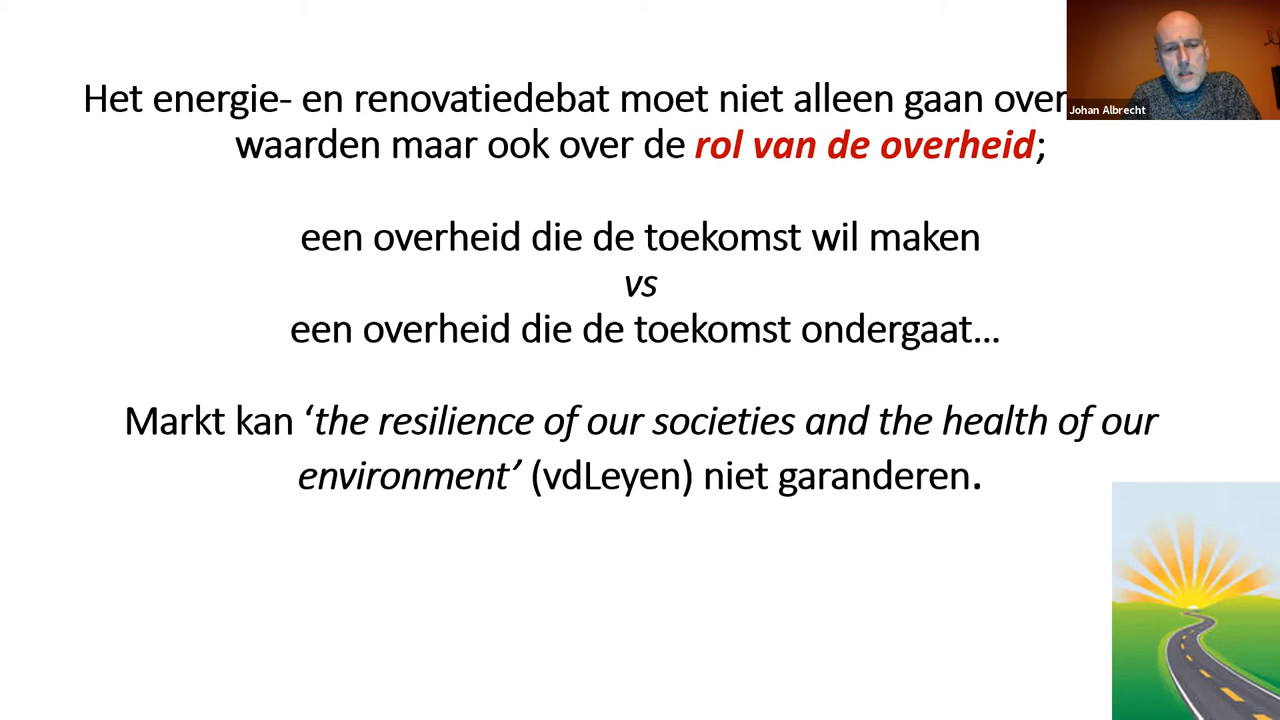 Het energie- en renovatiedebat moet niet alleen gaan over
waarden maar ook over de rol van de overheid;
een overheid die de toekomst wil maken
vs
een overheid die de toekomst ondergaat...
Markt kan ‘the resilience of our societies and the health of our
environment’ (vdLeyen) niet garanderen.
Johan Albrecht